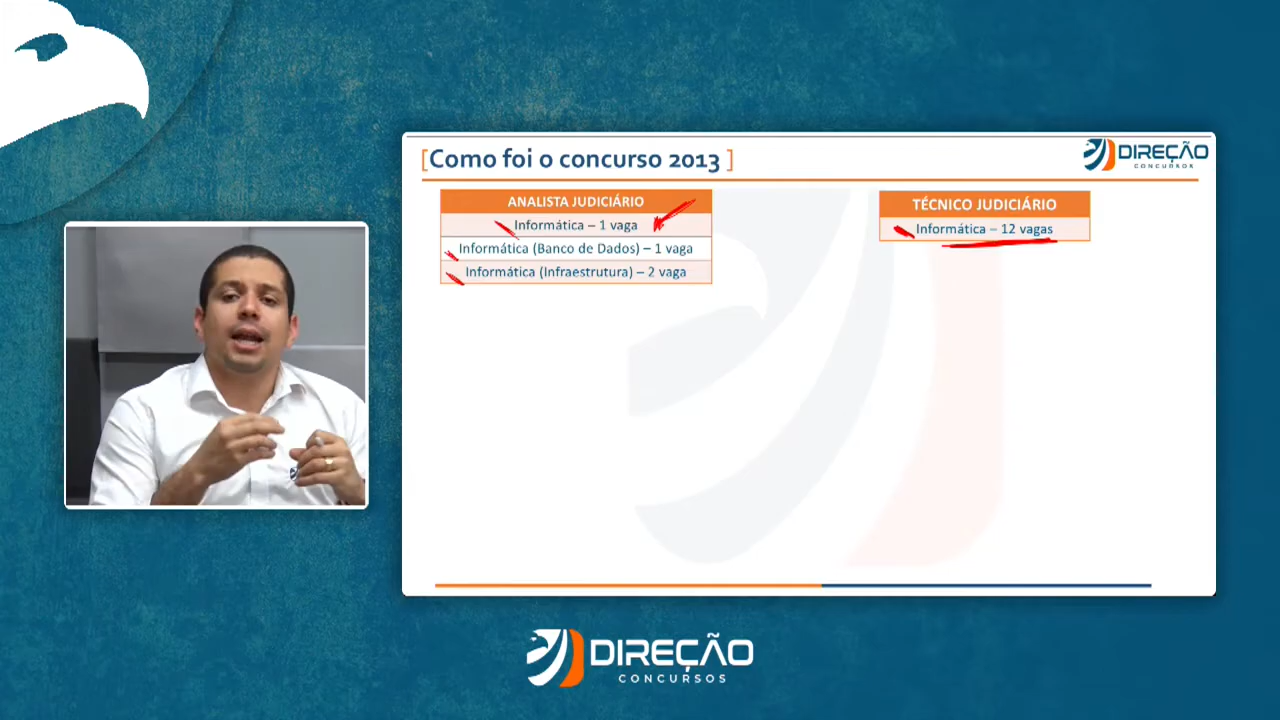 [Como foi o concurso 2013 ]
DIREÇÃO
CONCURSOS
ANALISTA JUDICIÁRIO
Informática – 1 vaga
Informática (Banco de Dados) – 1 vaga
Informática (Infraestrutura) – 2 vaga
TÉCNICO JUDICIÁRIO
Informática – 12 vagas
DIREÇÃO
CONCURSOS